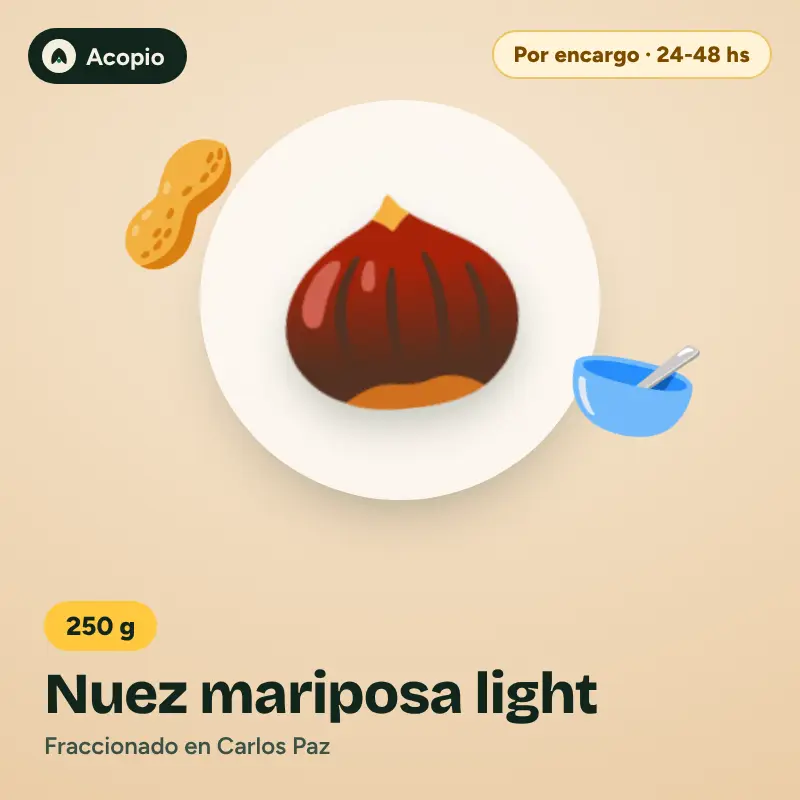 Acopio
Por encargo · 24-48 hs
250 g
Nuez mariposa light
Fraccionado en Carlos Paz